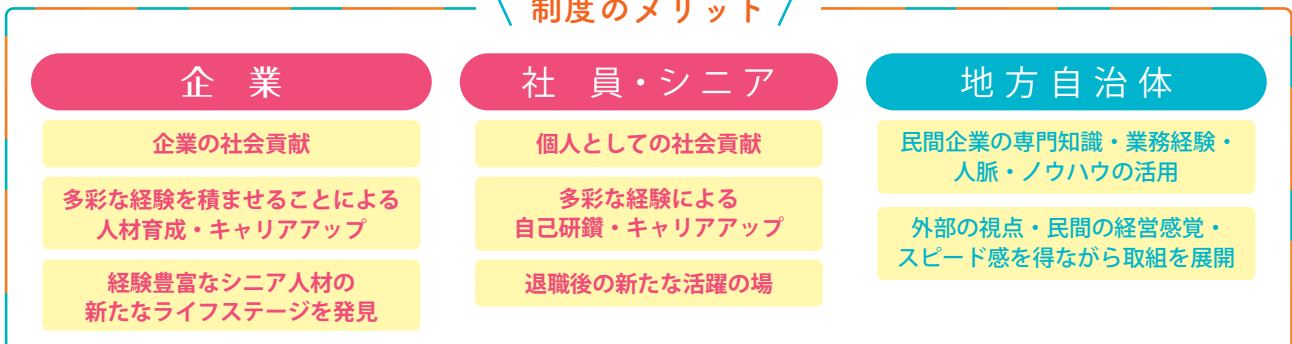 制度のメリット
企業
企業の社会貢献
多彩な経験を積ませることによる
人材育成・キャリアアップ
経験豊富なシニア人材の
新たなライフステージを発見
社員・シニア
個人としての社会貢献
多彩な経験による
自己研鑽・キャリアアップ
退職後の新たな活躍の場
地方自治体
民間企業の専門知識・業務経験・
人脈・ノウハウの活用
外部の視点・民間の経営感覚・
スピード感を得ながら取組を展開